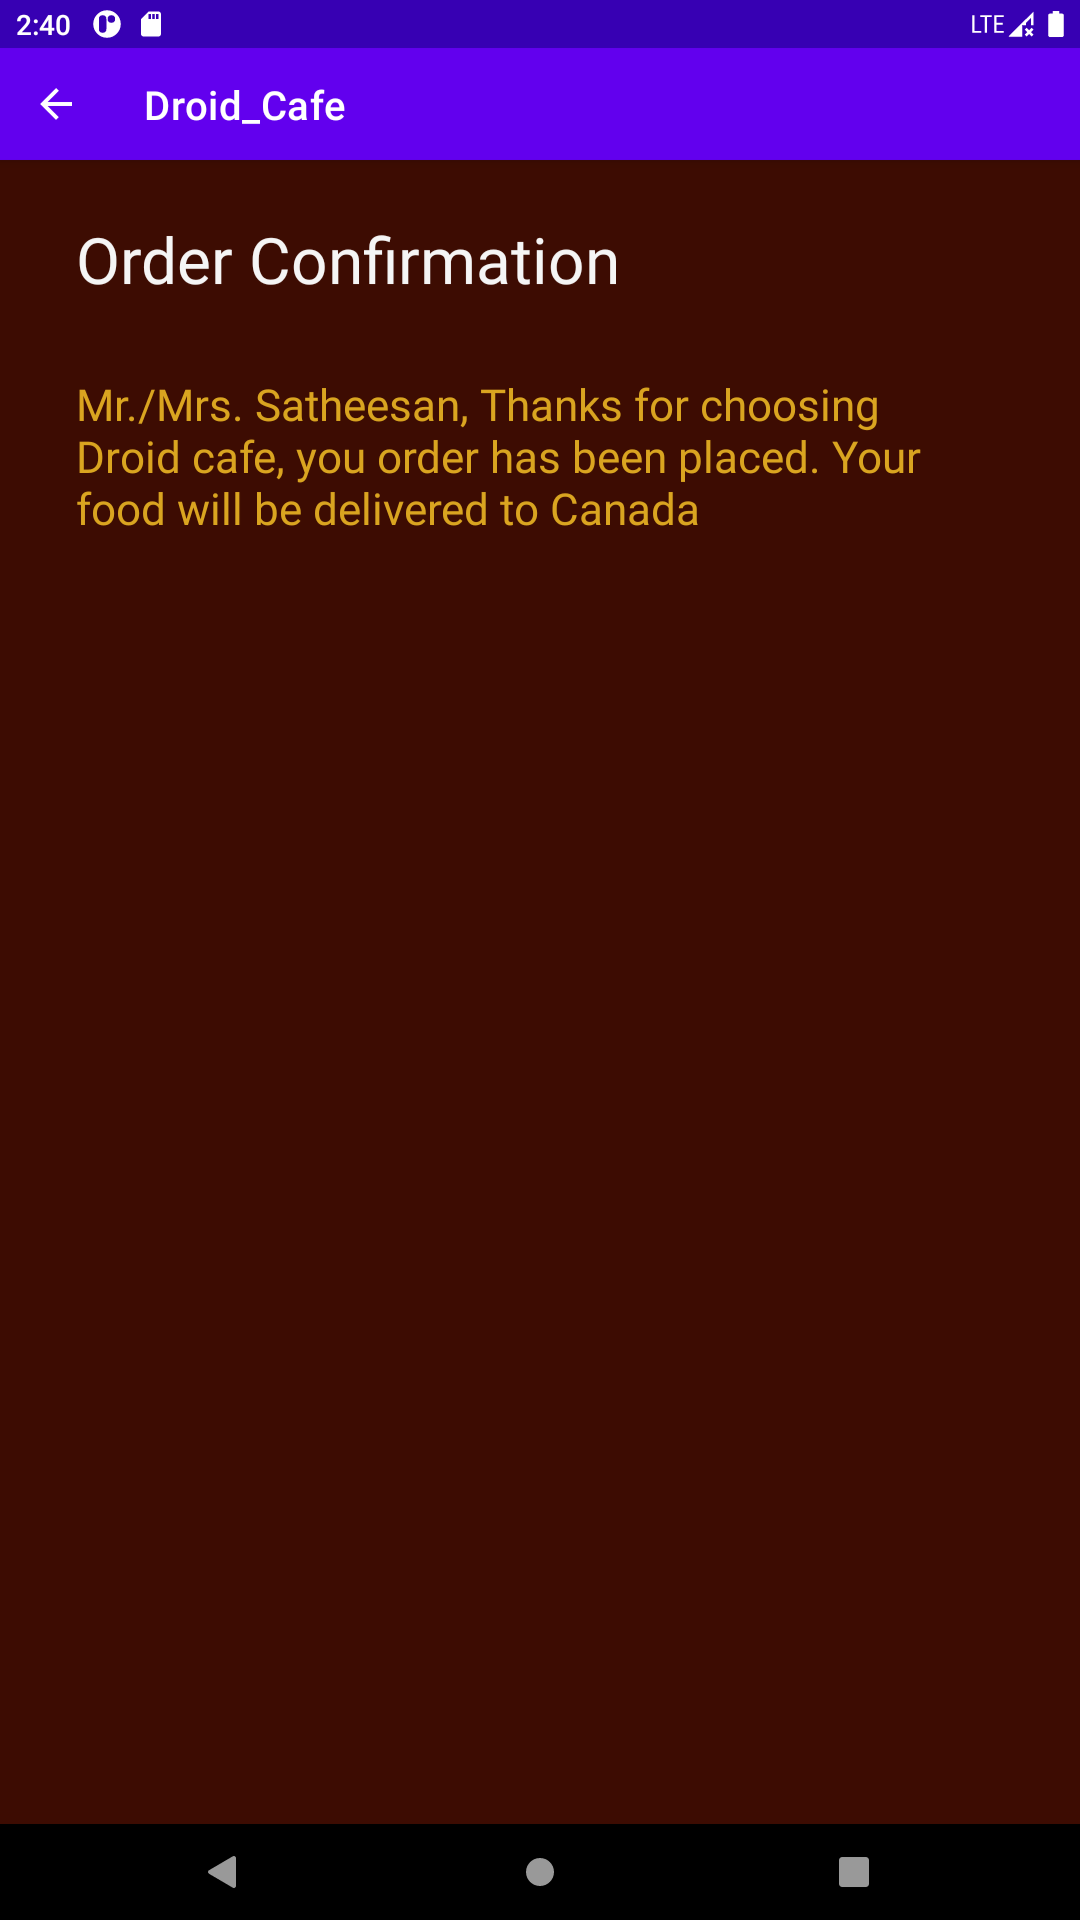 2:40 LTE
Droid_Cafe
Order Confirmation
Mr./Mrs. Satheesan, Thanks for choosing
Droid cafe, you order has been placed. Your
food will be delivered to Canada